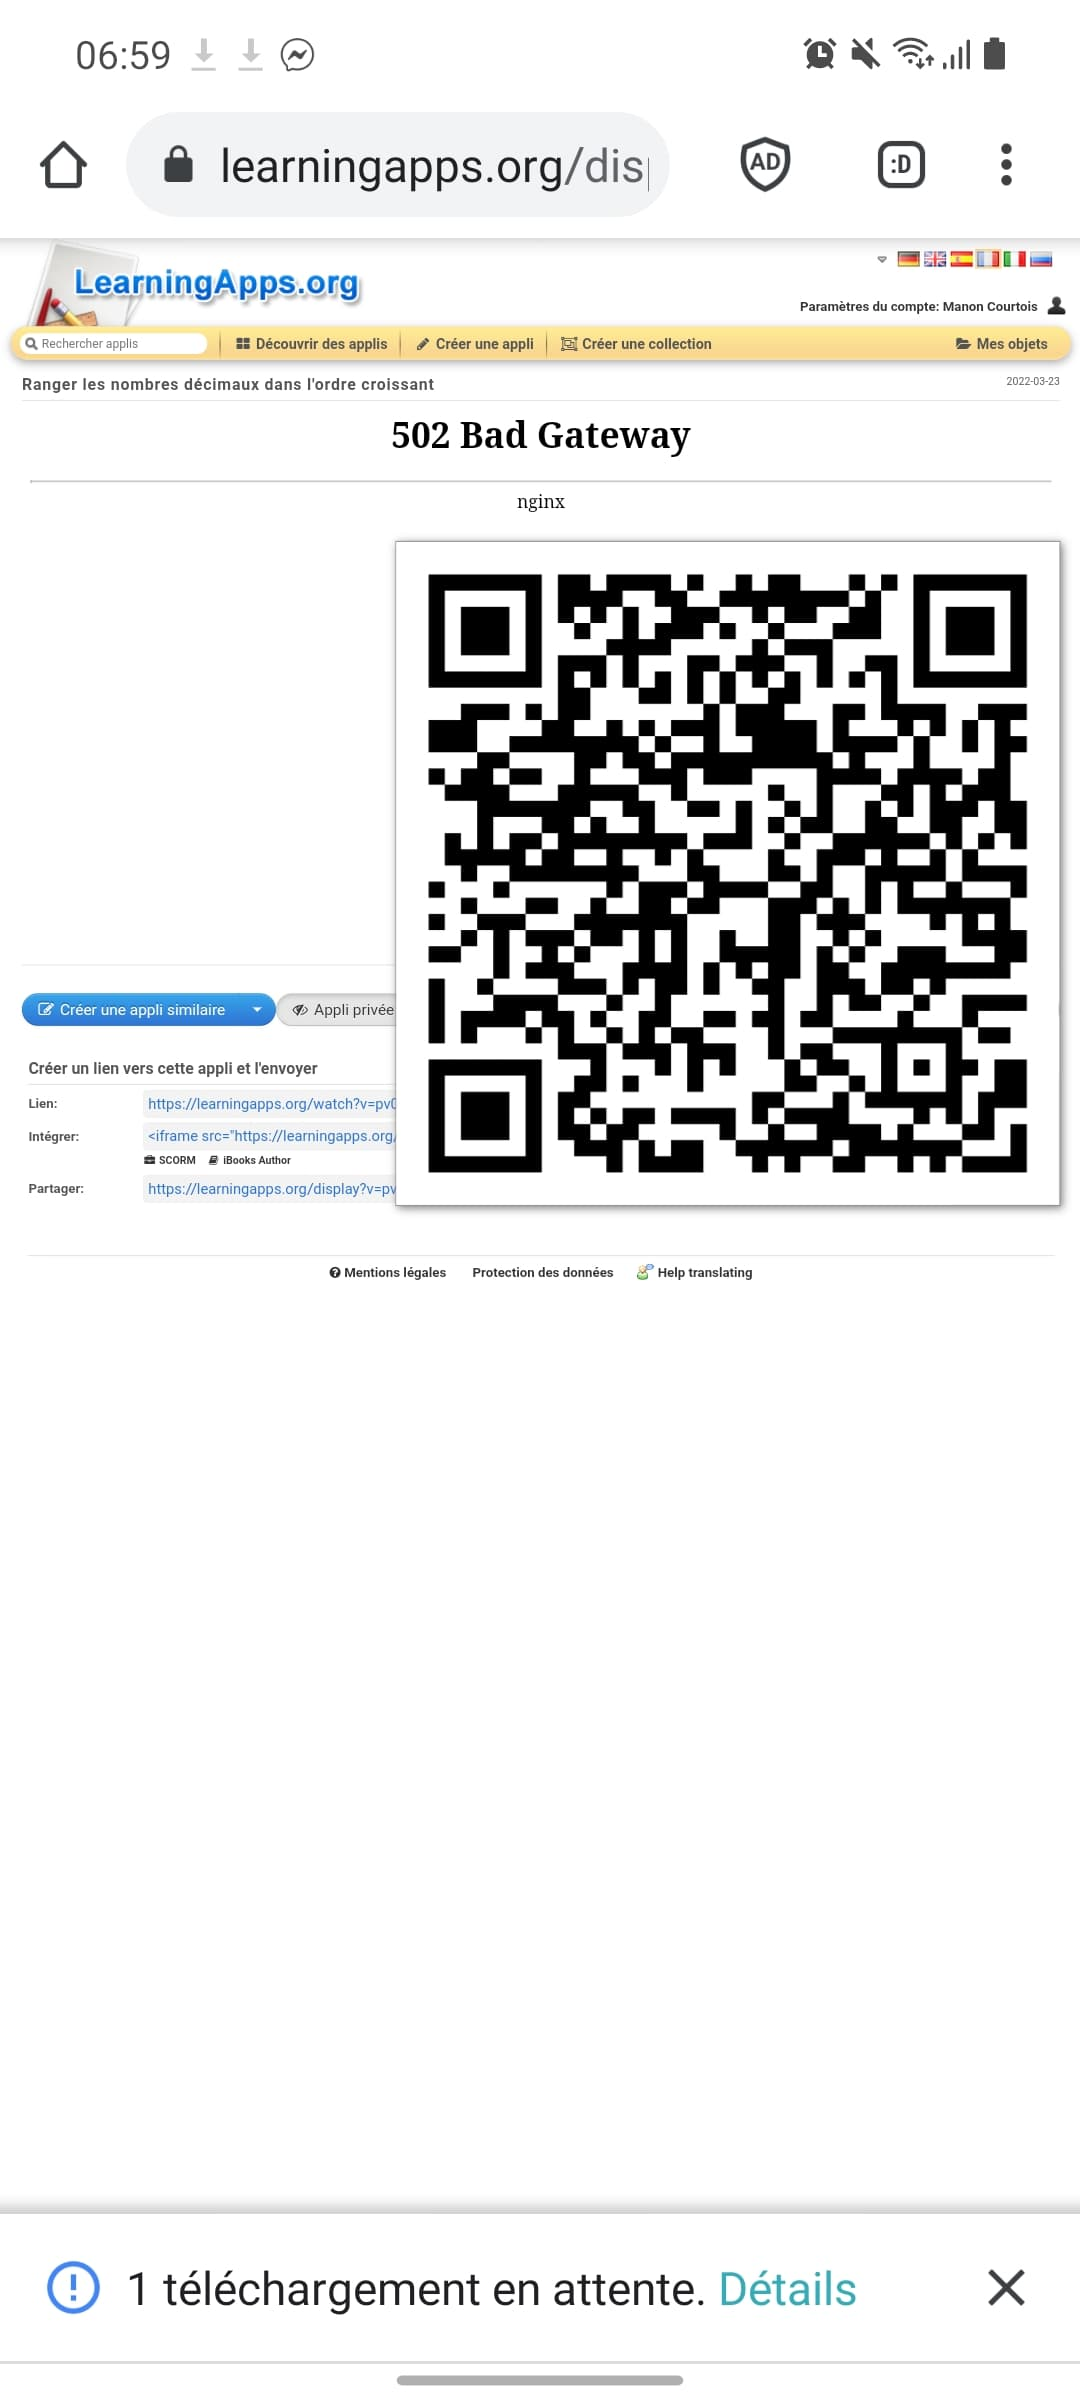 06:59
learningapps.org/dis
AD
:D
LearningApps.org
Paramètres du compte: Manon Courtois
Rechercher applis
Découvrir des applis
Créer une appli
Créer une collection
Mes objets
Ranger les nombres décimaux dans l'ordre croissant
2022-03-23
502 Bad Gateway
nginx
Créer une appli similaire
Appli privée
Créer un lien vers cette appli et l'envoyer
Lien:
https://learningapps.org/watch?v=pv0
Intégrer:
<iframe src="https://learningapps.org/
SCORM
iBooks Author
Partager:
https://learningapps.org/display?v=pv
Mentions légales
Protection des données
Help translating
1 téléchargement en attente. Détails